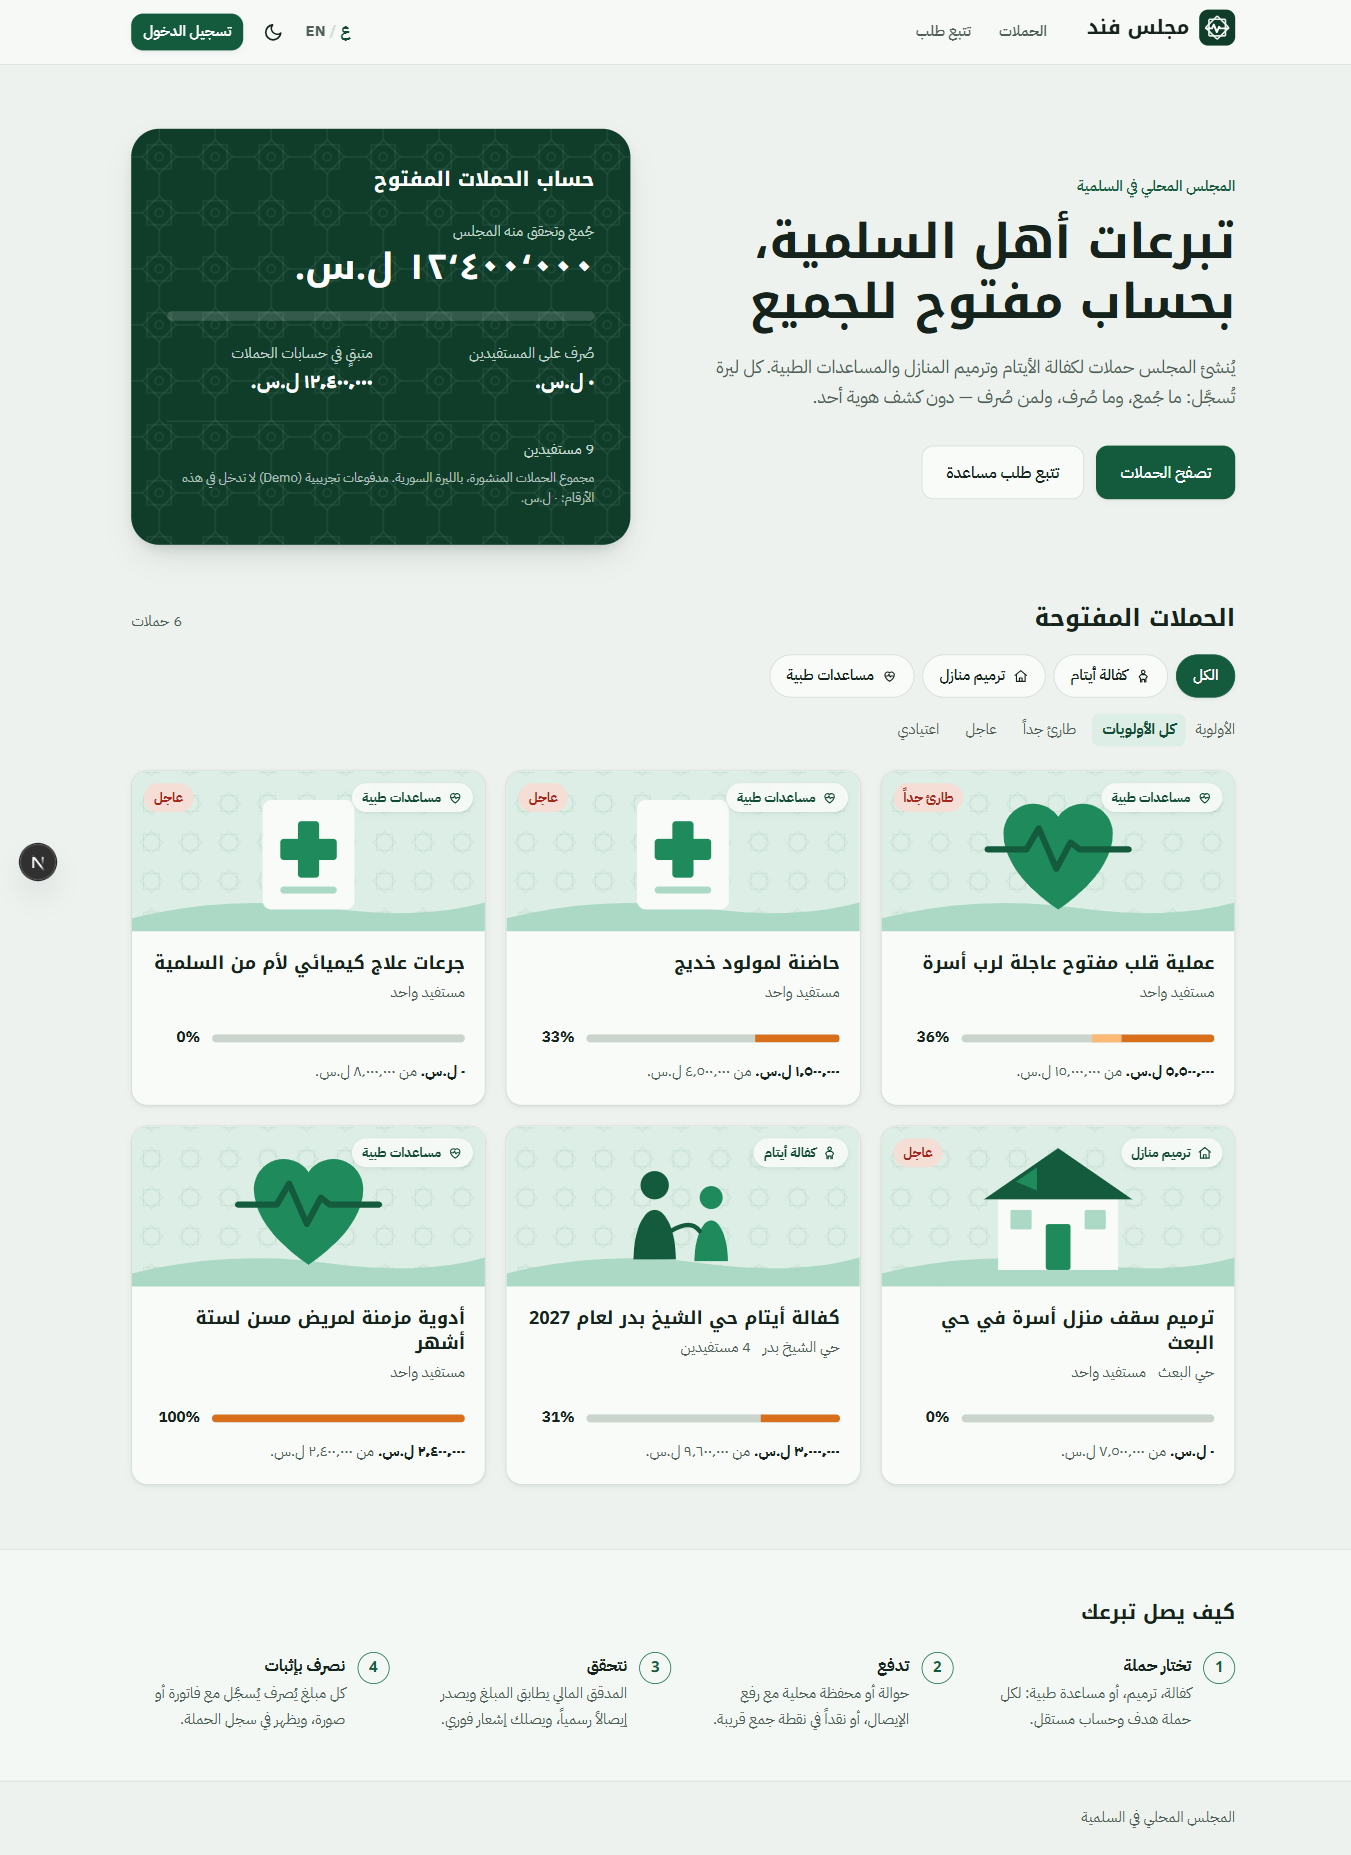 مجلس فند
الحملات
تتبع طلب
ع / EN
تسجيل الدخول
المجلس المحلي في السلمية
تبرعات أهل السلمية،
بحساب مفتوح للجميع
يُنشئ المجلس حملات لكفالة الأيتام وترميم المنازل والمساعدات الطبية. كل ليرة
تُسجَّل: ما جُمع، وما صُرف، ولمن صُرف — دون كشف هوية أحد.
تصفح الحملات
تتبع طلب مساعدة
حساب الحملات المفتوح
جُمع وتحقق منه المجلس
١٢٬٤٠٠٬٠٠٠ ل.س.
صُرف على المستفيدين
٠ ل.س.
متبقٍ في حسابات الحملات
١٢٬٤٠٠٬٠٠٠ ل.س.
9 مستفيدين
مجموع الحملات المنشورة، بالليرة السورية. مدفوعات تجريبية (Demo) لا تدخل في هذه
الأرقام: ٠ ل.س.
الحملات المفتوحة
6 حملات
الكل
كفالة أيتام
ترميم منازل
مساعدات طبية
الأولوية
كل الأولويات
طارئ جداً
عاجل
اعتيادي
مساعدات طبية
طارئ جداً
عملية قلب مفتوح عاجلة لرب أسرة
مستفيد واحد
36%
٥٬٥٠٠٬٠٠٠ ل.س. من ١٥٬٠٠٠٬٠٠٠ ل.س.
مساعدات طبية
عاجل
حاضنة لمولود خديج
مستفيد واحد
33%
١٬٥٠٠٬٠٠٠ ل.س. من ٤٬٥٠٠٬٠٠٠ ل.س.
مساعدات طبية
عاجل
جرعات علاج كيميائي لأم من السلمية
مستفيد واحد
0%
٠ ل.س. من ٨٬٠٠٠٬٠٠٠ ل.س.
ترميم منازل
عاجل
ترميم سقف منزل أسرة في حي
البعث
حي البعث
مستفيد واحد
0%
٠ ل.س. من ٧٬٥٠٠٬٠٠٠ ل.س.
كفالة أيتام
كفالة أيتام حي الشيخ بدر لعام 2027
حي الشيخ بدر
4 مستفيدين
31%
٣٬٠٠٠٬٠٠٠ ل.س. من ٩٬٦٠٠٬٠٠٠ ل.س.
مساعدات طبية
أدوية مزمنة لمريض مسن لستة
أشهر
مستفيد واحد
100%
٢٬٤٠٠٬٠٠٠ ل.س. من ٢٬٤٠٠٬٠٠٠ ل.س.
N
كيف يصل تبرعك
1
تختار حملة
كفالة، ترميم، أو مساعدة طبية: لكل
حملة هدف وحساب مستقل.
2
تدفع
حوالة أو محفظة محلية مع رفع
الإيصال، أو نقداً في نقطة جمع قريبة.
3
نتحقق
المدقق المالي يطابق المبلغ ويصدر
إيصالاً رسمياً، ويصلك إشعار فوري.
4
نصرف بإثبات
كل مبلغ يُصرف يُسجَّل مع فاتورة أو
صورة، ويظهر في سجل الحملة.
المجلس المحلي في السلمية